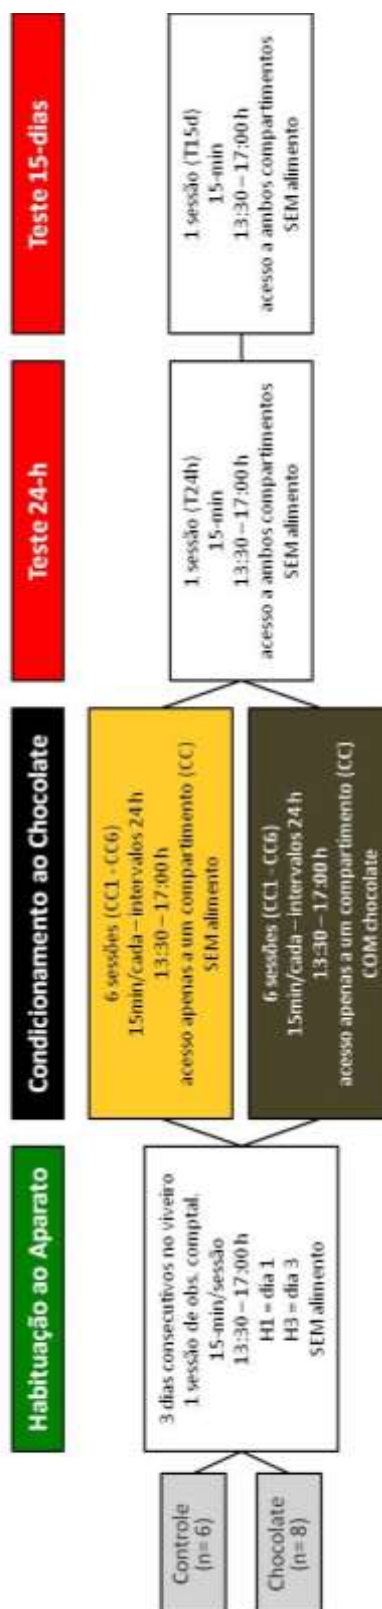 Habituação ao Aparato
Condicionamento ao Chocolate
Teste 24-h
Teste 15-dias
Controle
(n= 6)
Chocolate
(n= 8)
3 dias consecutivos no viveiro
1 sessão de obs. comptal.
15-min/sessão
13:30 – 17:00 h
H1 = dia 1
H3 = dia 3
SEM alimento
6 sessões (CC1 - CC6)
15min/cada – intervalos 24 h
13:30 – 17:00 h
acesso apenas a um compartimento (CC)
SEM alimento
6 sessões (CC1 - CC6)
15min/cada – intervalos 24 h
13:30 – 17:00 h
acesso apenas a um compartimento (CC)
COM chocolate
1 sessão (T24h)
15-min
13:30 – 17:00 h
acesso a ambos compartimentos
SEM alimento
1 sessão (T15d)
15-min
13:30 – 17:00 h
acesso a ambos compartimentos
SEM alimento